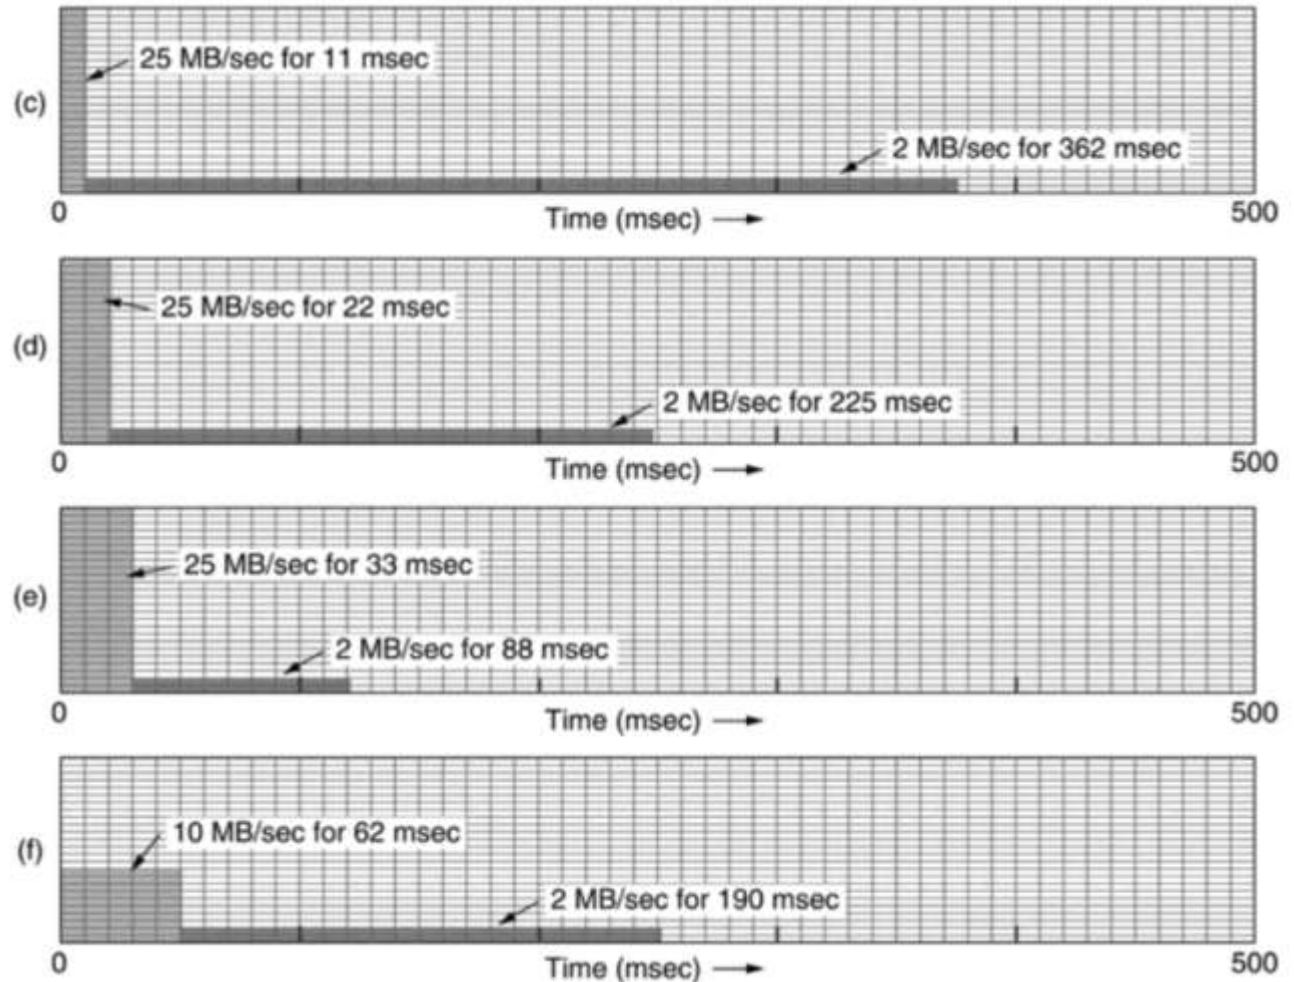 25 MB/sec for 11 msec
(c)
2 MB/sec for 362 msec
0 Time (msec) 500
25 MB/sec for 22 msec
(d)
2 MB/sec for 225 msec
0 Time (msec) 500
25 MB/sec for 33 msec
(e)
2 MB/sec for 88 msec
0 Time (msec) 500
10 MB/sec for 62 msec
(f)
2 MB/sec for 190 msec
0 Time (msec) 500